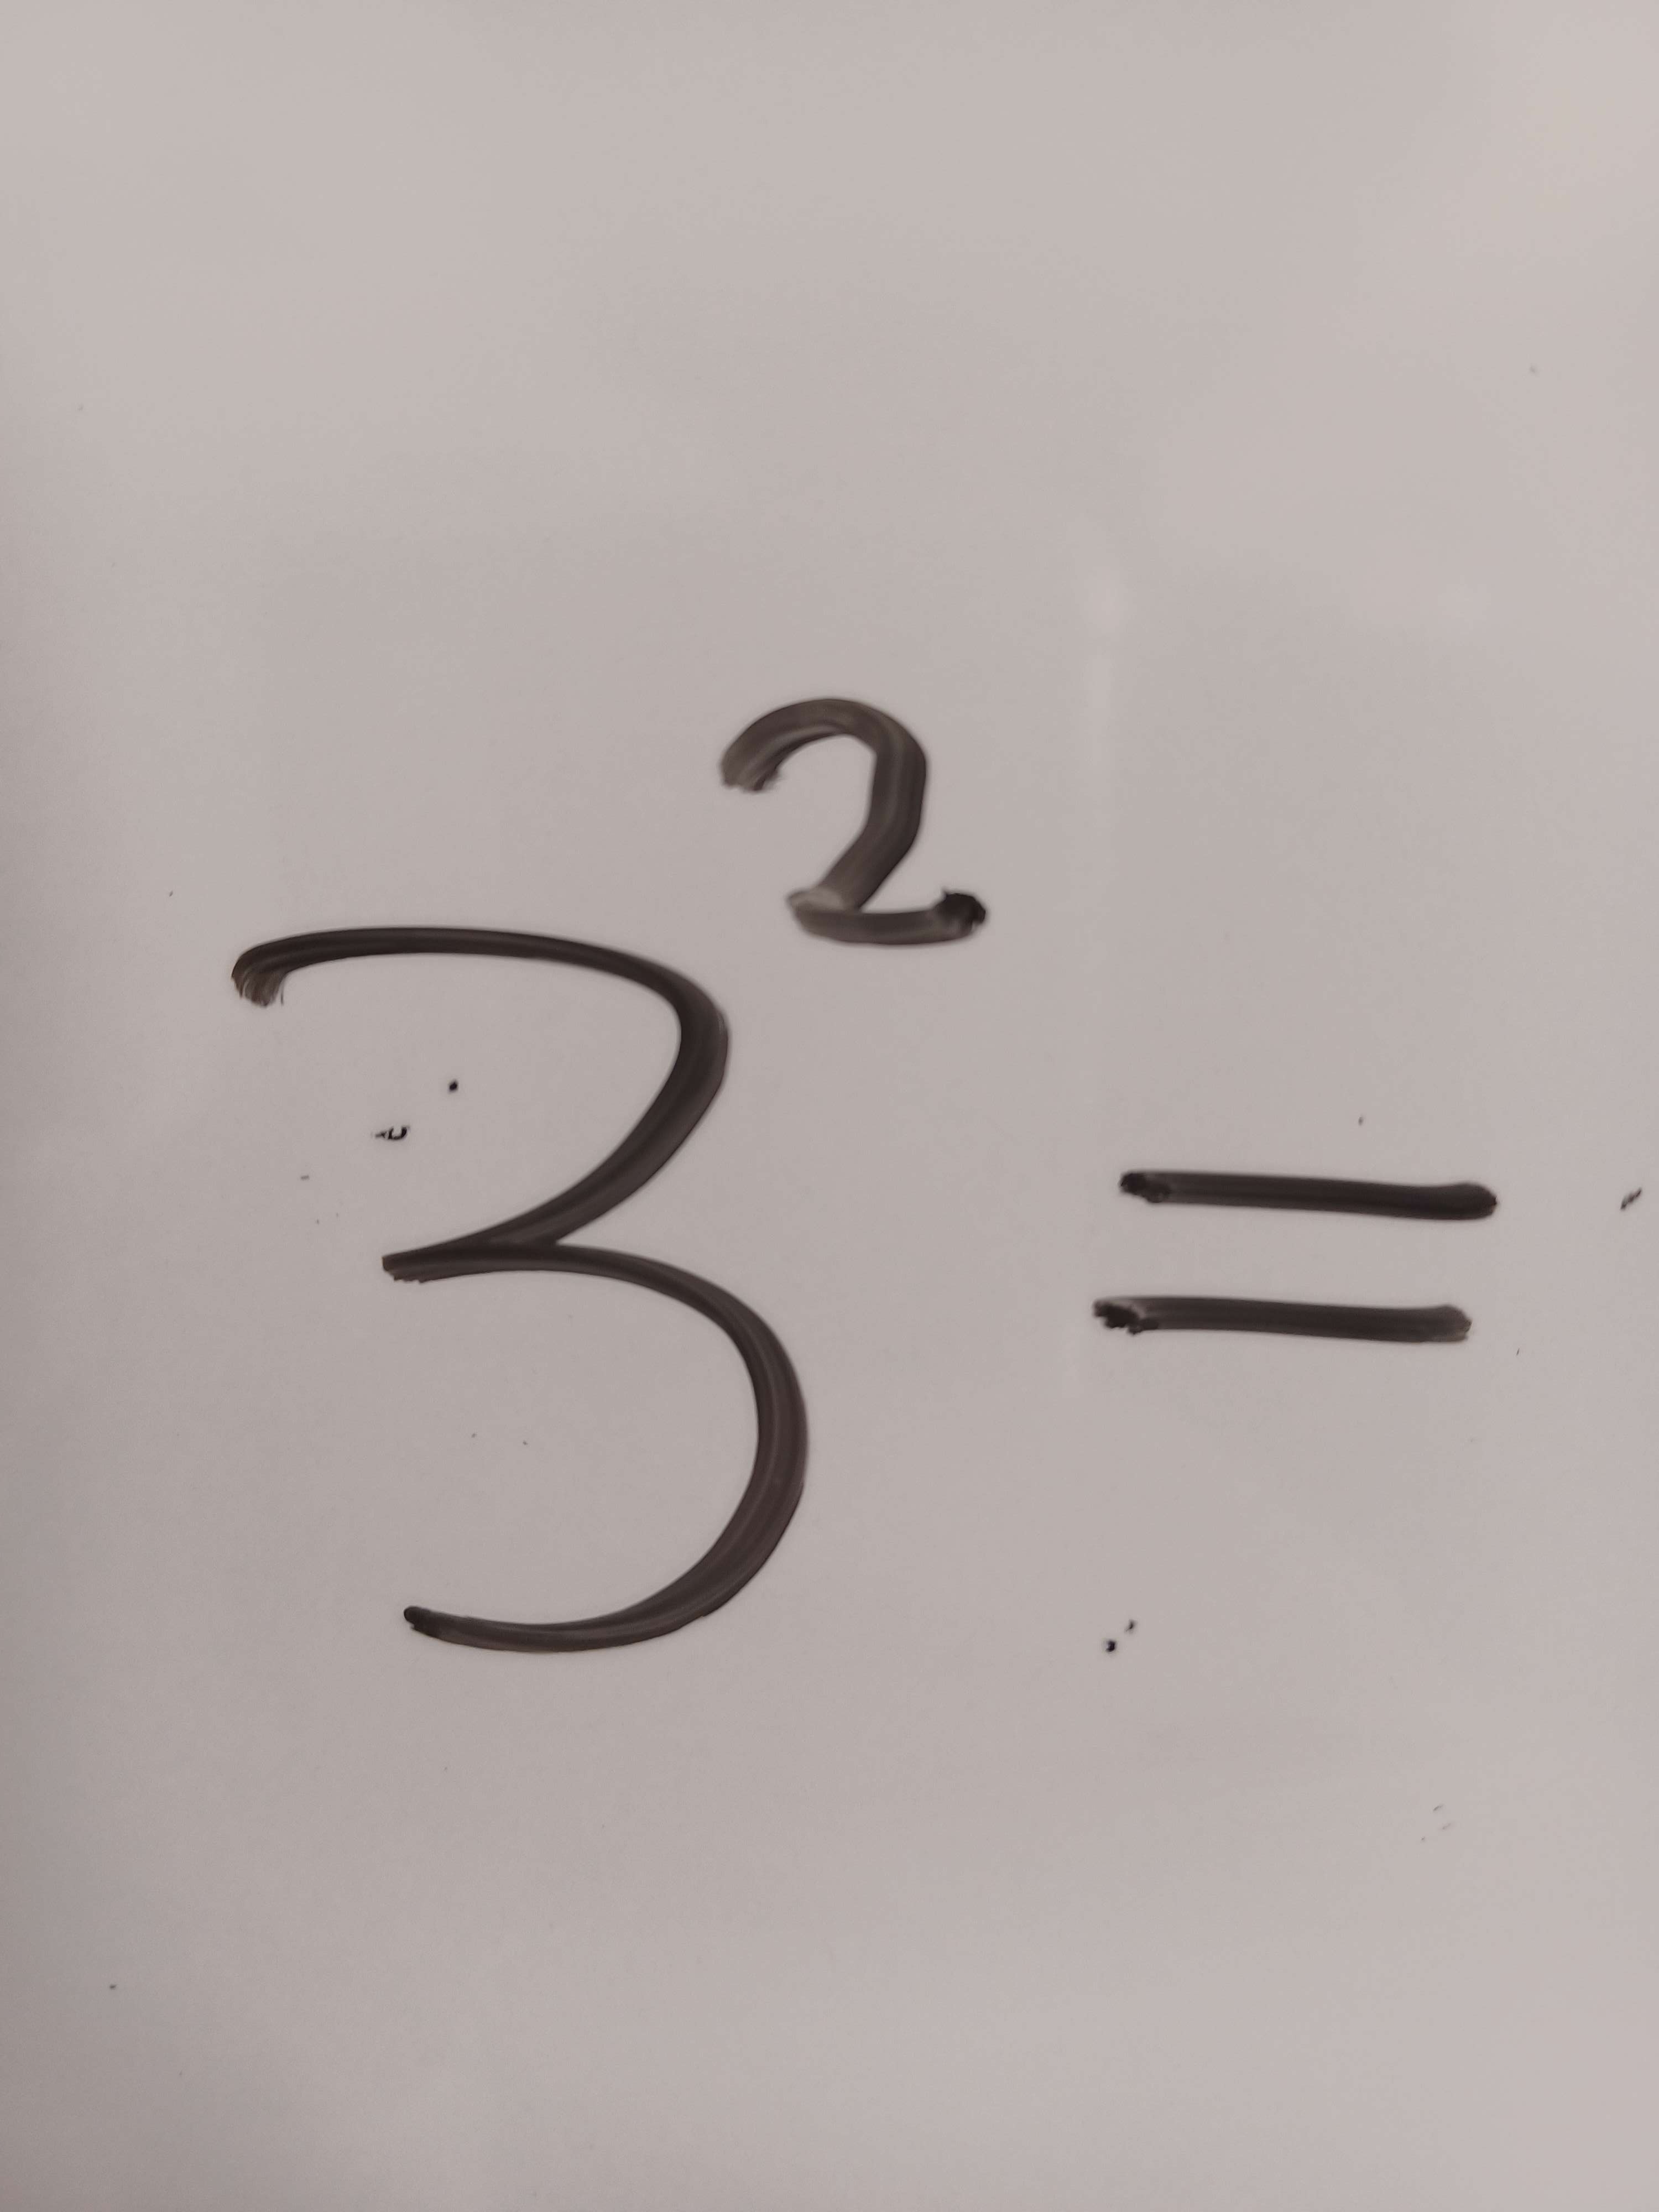 3² =